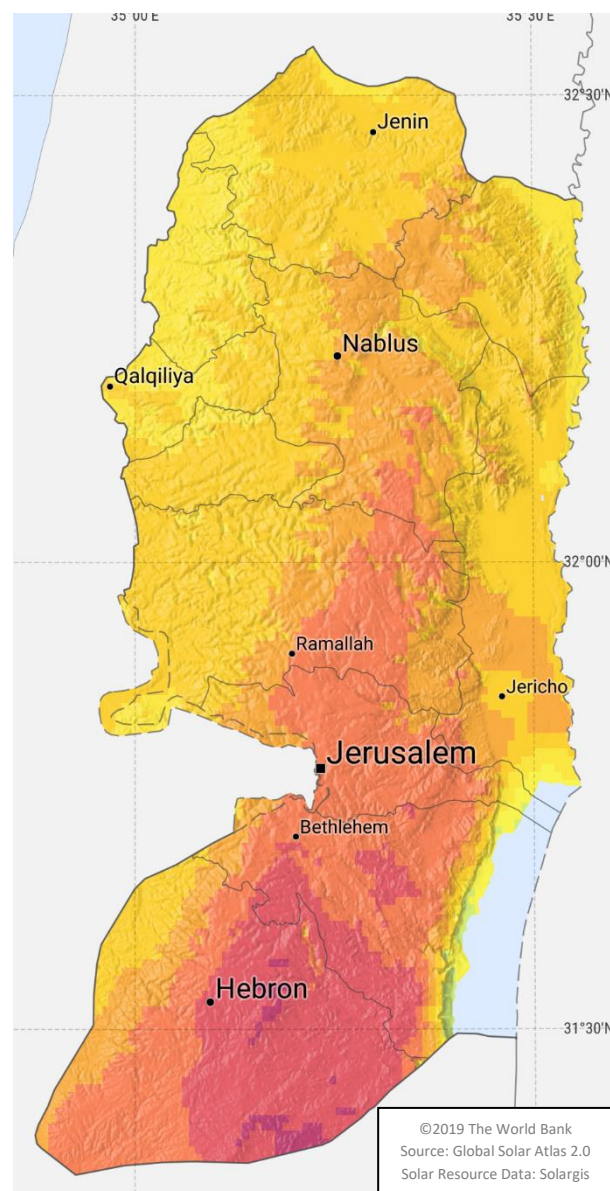 35°00'E
35°30'E
32°30'N
Jenin
Nablus
Qalqiliya
32°00'N
Ramallah
Jericho
Jerusalem
Bethlehem
Hebron
31°30'N
©2019 The World Bank
Source: Global Solar Atlas 2.0
Solar Resource Data: Solargis